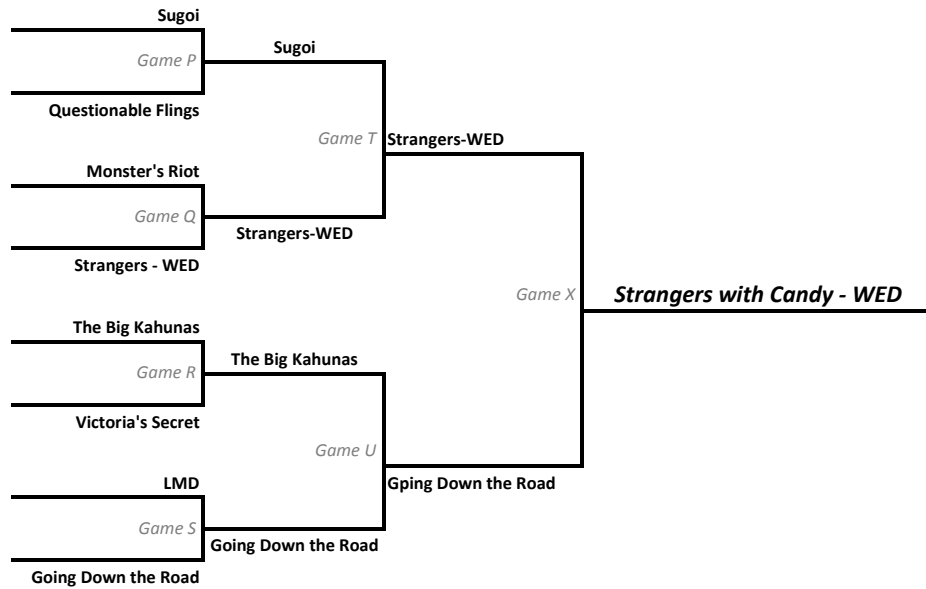 Sugoi
Game P
Sugoi
Questionable Flings
Game T
Strangers-WED
Monster's Riot
Game Q
Strangers-WED
Strangers - WED
Game X
Strangers with Candy - WED
The Big Kahunas
The Big Kahunas
Game R
Victoria's Secret
Game U
LMD
Gping Down the Road
Game S
Going Down the Road
Going Down the Road